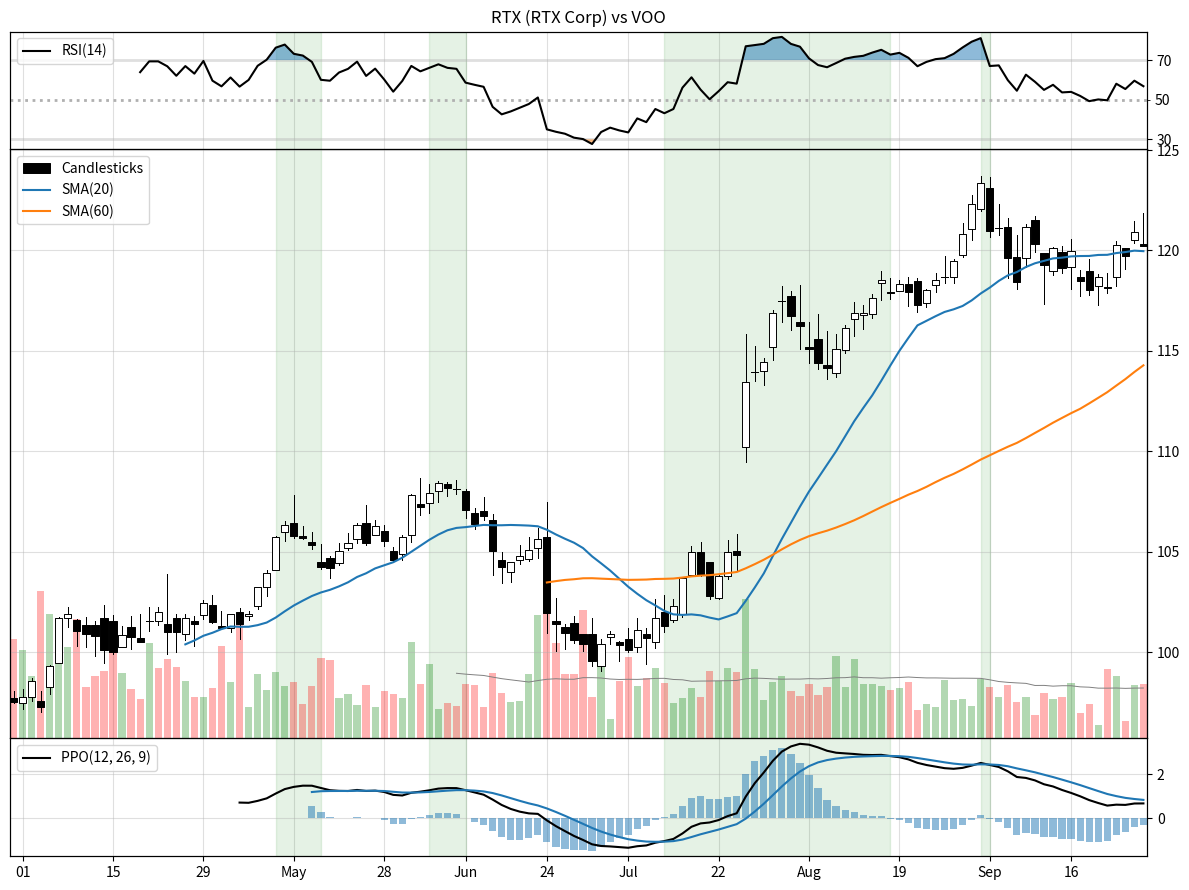 RTX (RTX Corp) vs VOO
RSI(14)
70
50
30
125
Candlesticks
SMA(20)
SMA(60)
120
115
110
105
100
PPO(12, 26, 9)
2
0
01 15 29 May 28 Jun 24 Jul 22 Aug 19 Sep 16